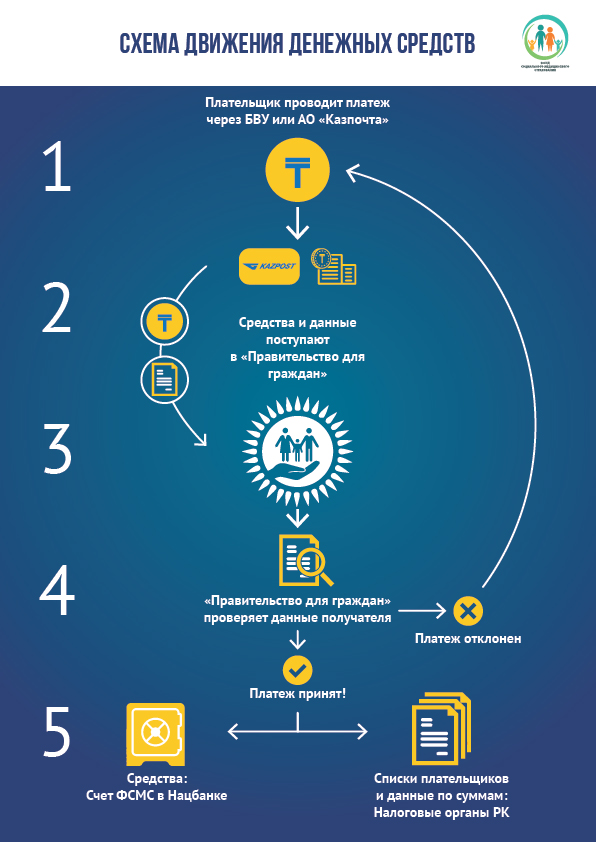 СХЕМА ДВИЖЕНИЯ ДЕНЕЖНЫХ СРЕДСТВ
ФОНД
СОЦИАЛЬНОГО МЕДИЦИНСКОГО
СТРАХОВАНИЯ
Плательщик проводит платеж
через БВУ или АО «Казпочта»
1
KAZPOST
2
Средства и данные
поступают
в «Правительство для
граждан»
3
4
«Правительство для граждан»
проверяет данные получателя
Платеж отклонен
Платеж принят!
5
Средства:
Счет ФСМС в Нацбанке
Списки плательщиков
и данные по суммам:
Налоговые органы РК